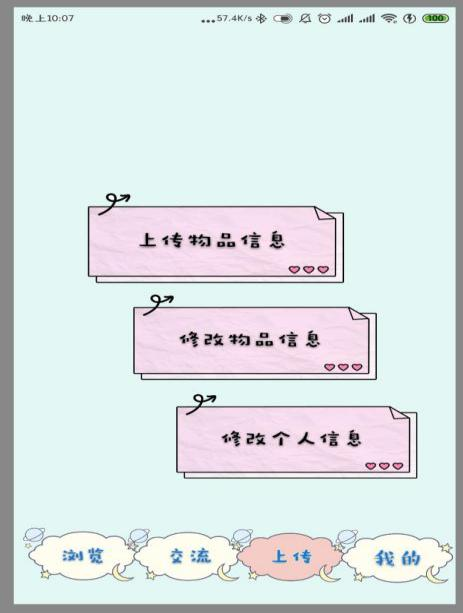 晚上10:07
...57.4K/s
100
上传物品信息
修改物品信息
修改个人信息
浏览
交流
上传
我的